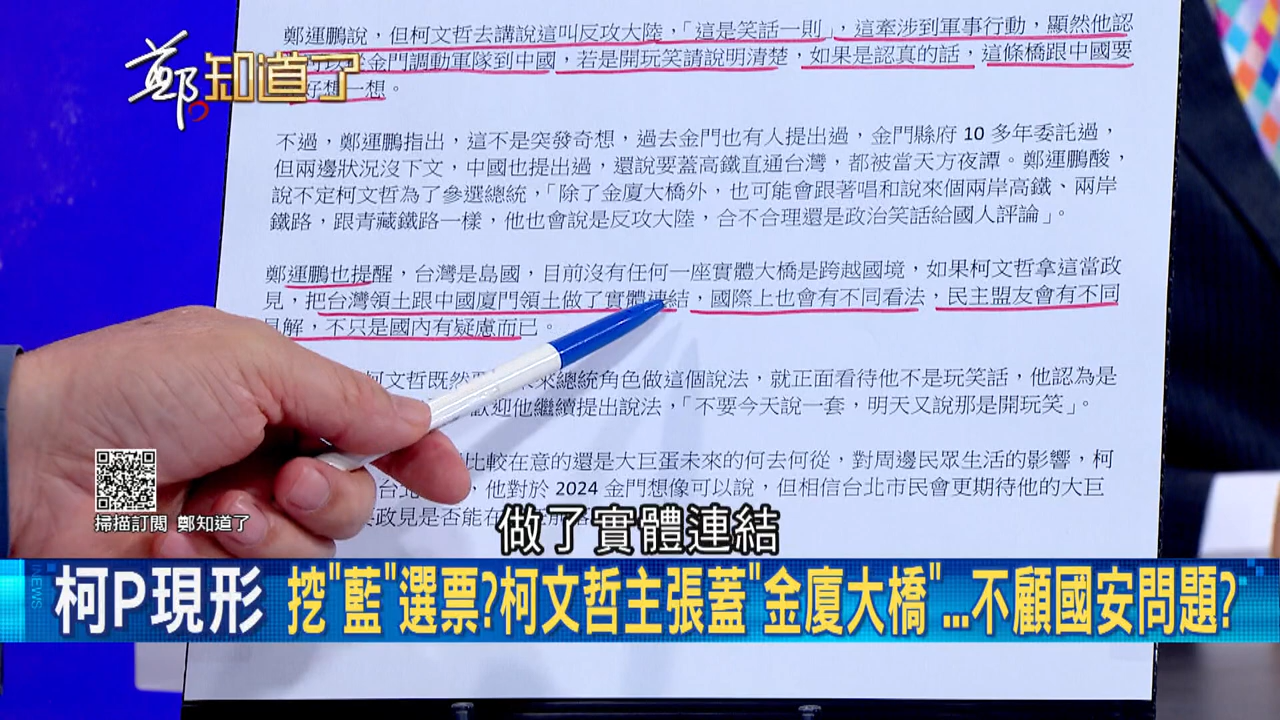 鄭運鵬說，但柯文哲去講說這叫反攻大陸，「這是笑話一則」，這牽涉到軍事行動，顯然他認
金門調動軍隊到中國，若是開玩笑請說明清楚，如果是認真的話，這條橋跟中國要
好想一想。
鄭知道了
不過，鄭運鵬指出，這不是突發奇想，過去金門也有人提出過，金門縣府 10 多年委託過，
但兩邊狀況沒下文，中國也提出過，還說要蓋高鐵直通台灣，都被當天方夜譚。鄭運鵬酸，
說不定柯文哲為了參選總統，「除了金廈大橋外，也可能會跟著唱和說來個兩岸高鐵、兩岸
鐵路，跟青藏鐵路一樣，他也會說是反攻大陸，合不合理還是政治笑話給國人評論」。
鄭運鵬也提醒，台灣是島國，目前沒有任何一座實體大橋是跨越國境，如果柯文哲拿這當政
見，把台灣領土跟中國廈門領土做了實體連結，國際上也會有不同看法，民主盟友會有不同
見解，不只是國內有疑慮而已。
柯文哲既然要 來總統角色做這個說法，就正面看待他不是玩笑話，他認為是
歡迎他繼續提出說法，「不要今天說一套，明天又說那是開玩笑」。
比較在意的還是大巨蛋未來的何去何從，對周邊民眾生活的影響，柯
台北 ，他對於 2024 金門想像可以說，但相信台北市民會更期待他的大巨
政見是否能在
掃描訂閱 鄭知道了
做了實體連結
NEWS
柯P現形 挖"藍"選票?柯文哲主張蓋"金廈大橀"...不顧國安問題?